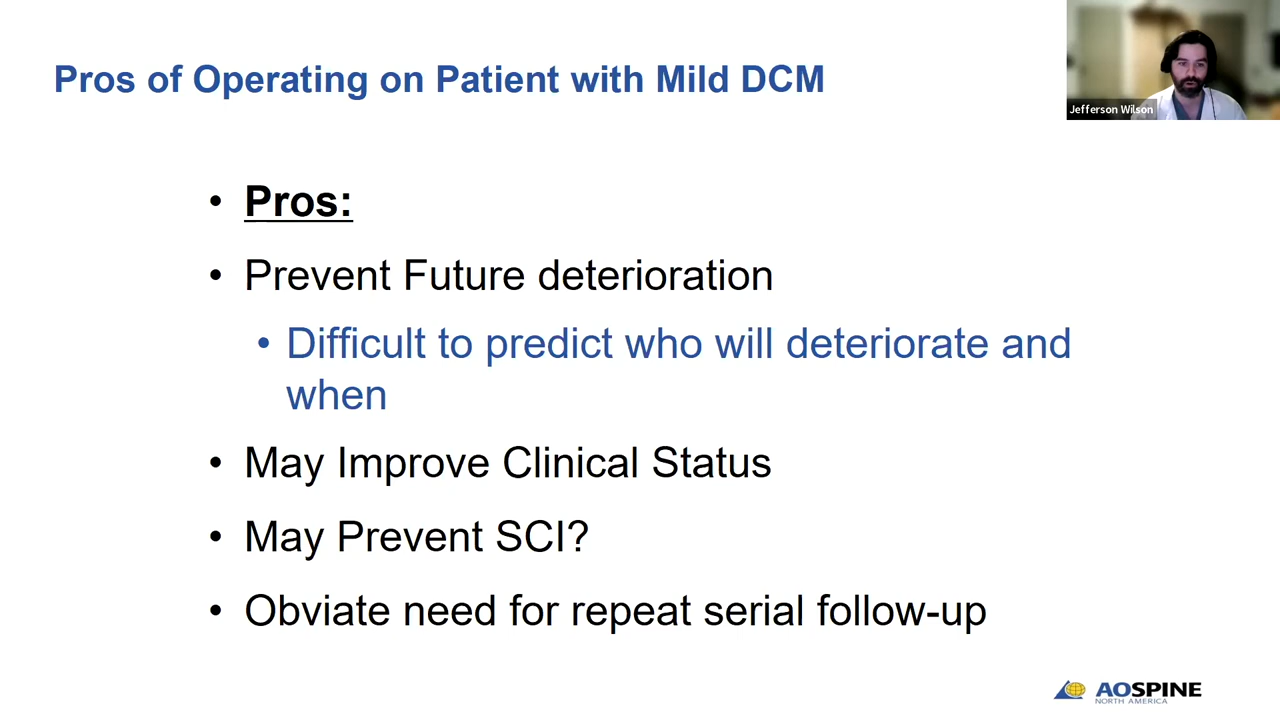 Pros of Operating on Patient with Mild DCM
Jefferson Wilson
• Pros:
• Prevent Future deterioration
• Difficult to predict who will deteriorate and
when
• May Improve Clinical Status
• May Prevent SCI?
• Obviate need for repeat serial follow-up
AOSPINE
NORTH AMERICA